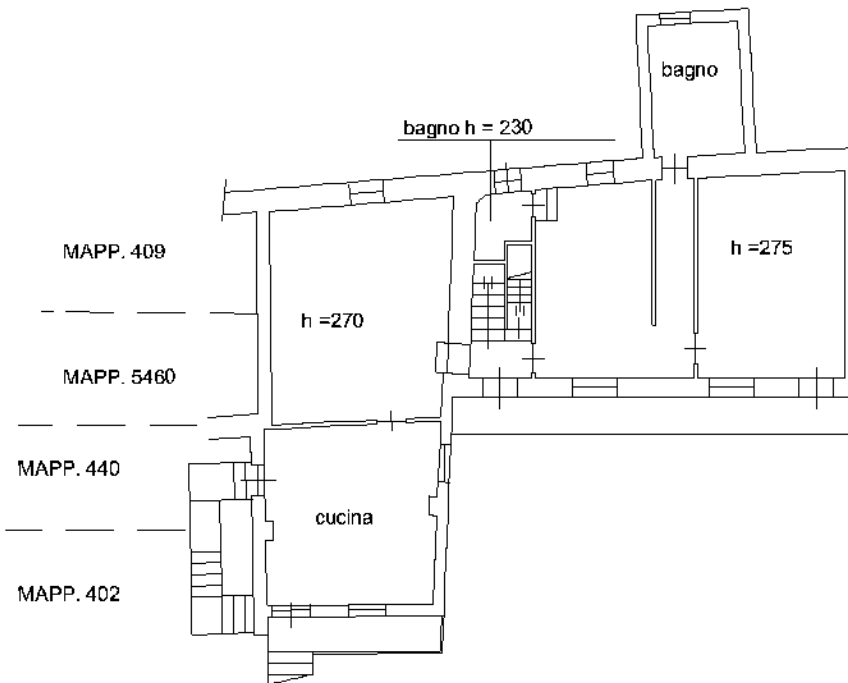 bagno
bagno h = 230
MAPP. 409
h =275
h =270
MAPP. 5460
MAPP. 440
cucina
MAPP. 402